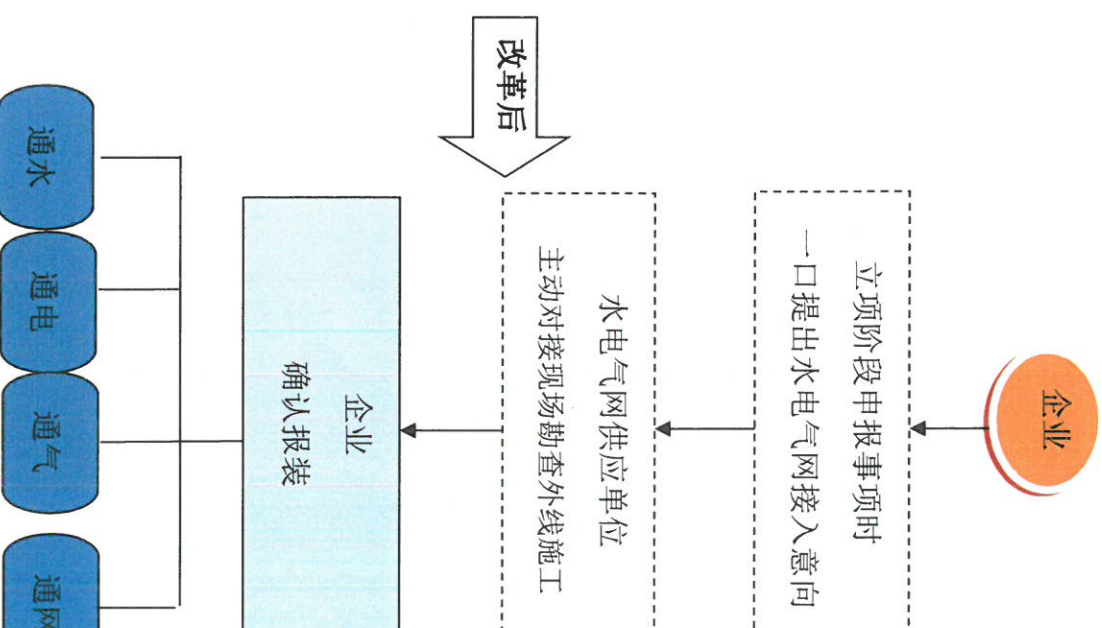 改革后
企业
立项阶段申报事项时
一口提出水电气网接入意向
水电气网供应单位
主动对接现场勘查外线施工
企业
确认报装
通水
通电
通气
通网